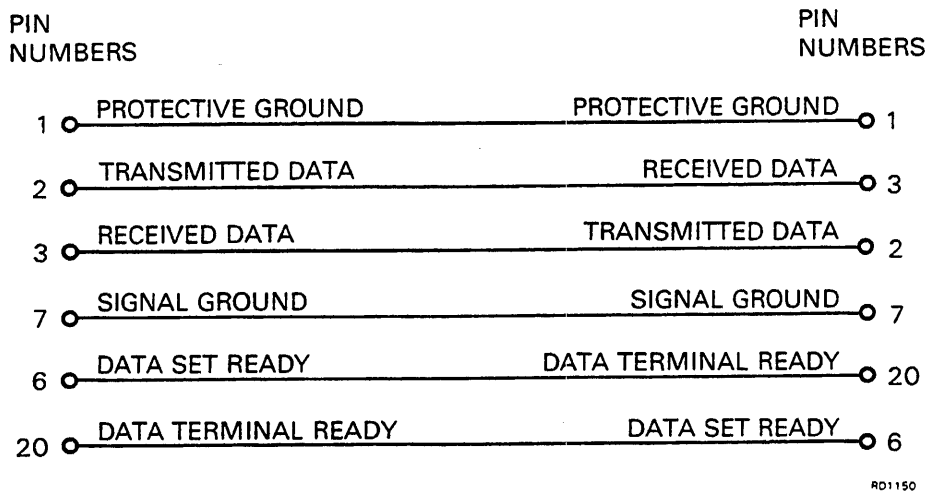 PIN
NUMBERS
PIN
NUMBERS
1 PROTECTIVE GROUND PROTECTIVE GROUND 1
2 TRANSMITTED DATA RECEIVED DATA 3
3 RECEIVED DATA TRANSMITTED DATA 2
7 SIGNAL GROUND SIGNAL GROUND 7
6 DATA SET READY DATA TERMINAL READY 20
20 DATA TERMINAL READY DATA SET READY 6
RD1150